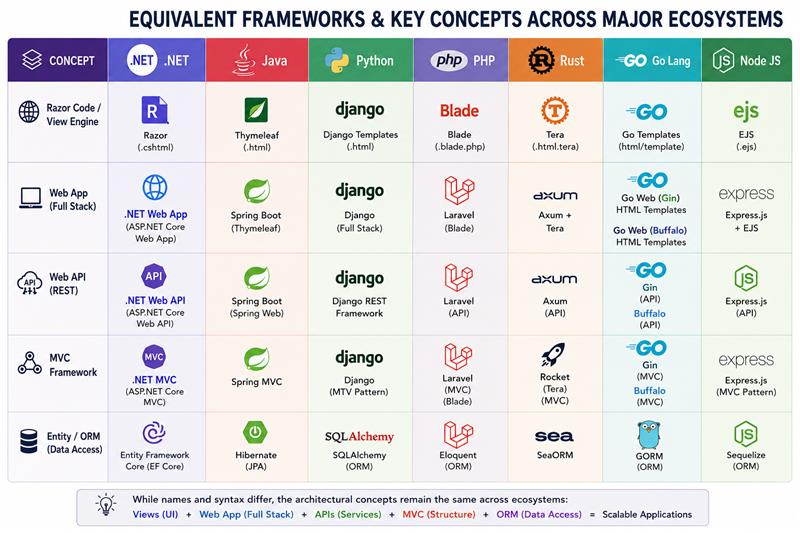 EQUIVALENT FRAMEWORKS & KEY CONCEPTS ACROSS MAJOR ECOSYSTEMS
CONCEPT
.NET .NET
Java
Python
php PHP
Rust
GO Go Lang
JS Node JS
Razor Code /
View Engine
R
Razor
(.cshtml)
Thymeleaf
(.html)
django
Django Templates
(.html)
Blade
Blade
(.blade.php)
T
Tera
(.html.tera)
GO
Go Templates
(html/template)
ejs
EJS
(.ejs)
Web App
(Full Stack)
.NET Web App
(ASP.NET Core
Web App)
Spring Boot
(Thymeleaf)
django
Django
(Full Stack)
Laravel
(Blade)
axum
Axum +
Tera
GO
Go Web (Gin)
HTML Templates
Go Web (Buffalo)
HTML Templates
express
Express.js
+ EJS
API
Web API
(REST)
API
.NET Web API
(ASP.NET Core
Web API)
Spring Boot
(Spring Web)
django
Django REST
Framework
Laravel
(API)
axum
Axum
(API)
GO
Gin
(API)
Buffalo
(API)
JS
Express.js
(API)
MVC
Framework
MVC
.NET MVC
(ASP.NET Core
MVC)
Spring MVC
django
Django
(MTV Pattern)
Laravel
(MVC)
(Blade)
Rocket
(Tera)
(MVC)
GO
Gin
(MVC)
Buffalo
(MVC)
express
Express.js
(MVC Pattern)
Entity / ORM
(Data Access)
Entity Framework
Core (EF Core)
Hibernate
(JPA)
SQLAlchemy
SQLAlchemy
(ORM)
Eloquent
(ORM)
sea
SeaORM
GORM
(ORM)
JS
Sequelize
(ORM)
While names and syntax differ, the architectural concepts remain the same across ecosystems:
Views (UI) + Web App (Full Stack) + APIs (Services) + MVC (Structure) + ORM (Data Access) = Scalable Applications